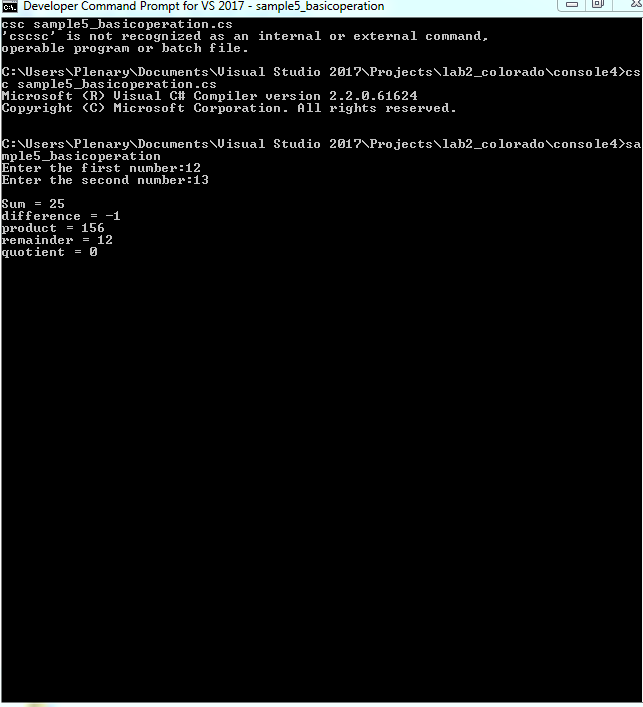 Developer Command Prompt for VS 2017 - sample5_basicoperation
csc sample5_basicoperation.cs
'cscsc' is not recognized as an internal or external command,
operable program or batch file.
C:\Users\Plenary\Documents\Visual Studio 2017\Projects\lab2_colorado\console4>cs
c sample5_basicoperation.cs
Microsoft (R) Visual C# Compiler version 2.2.0.61624
Copyright (C) Microsoft Corporation. All rights reserved.
C:\Users\Plenary\Documents\Visual Studio 2017\Projects\lab2_colorado\console4>sa
mple5_basicoperation
Enter the first number:12
Enter the second number:13
Sum = 25
difference = -1
product = 156
remainder = 12
quotient = 0